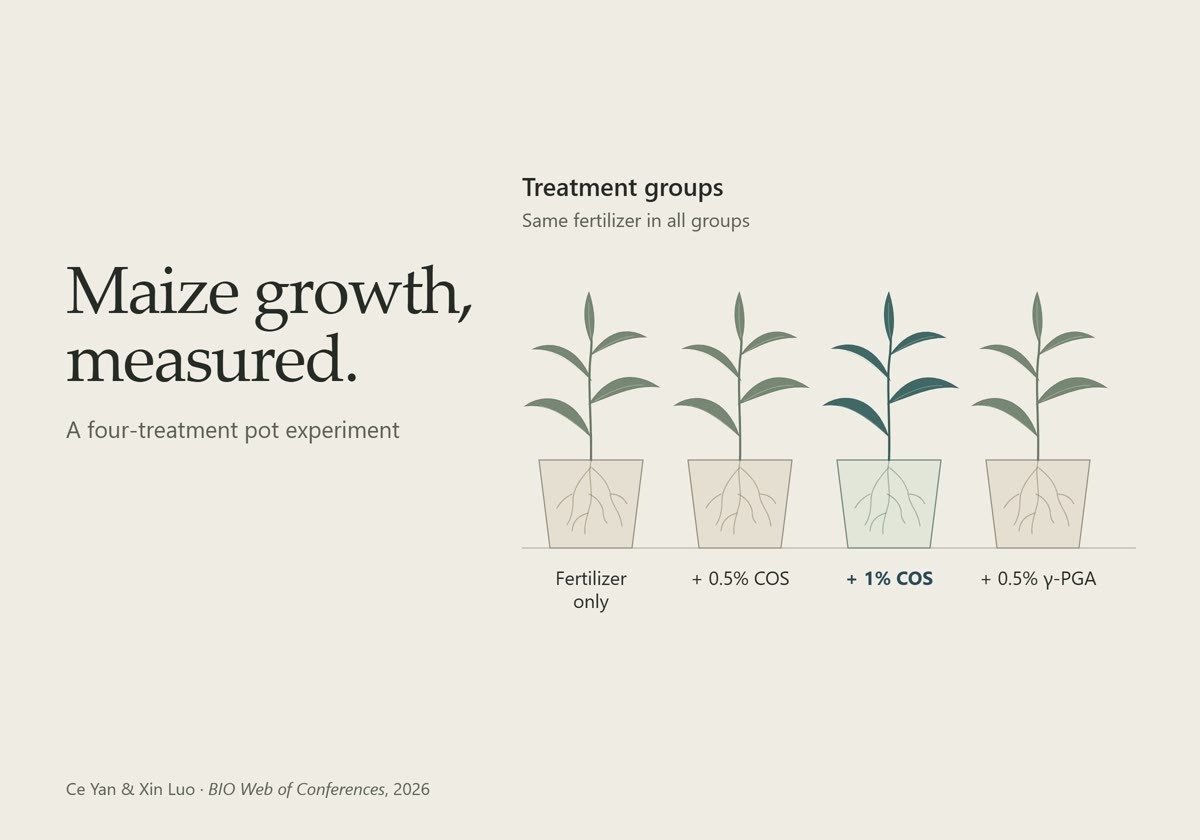 Maize growth,
measured.
A four-treatment pot experiment
Treatment groups
Same fertilizer in all groups
Fertilizer
only
+ 0.5% COS
+ 1% COS
+ 0.5% γ-PGA
Ce Yan & Xin Luo · BIO Web of Conferences, 2026